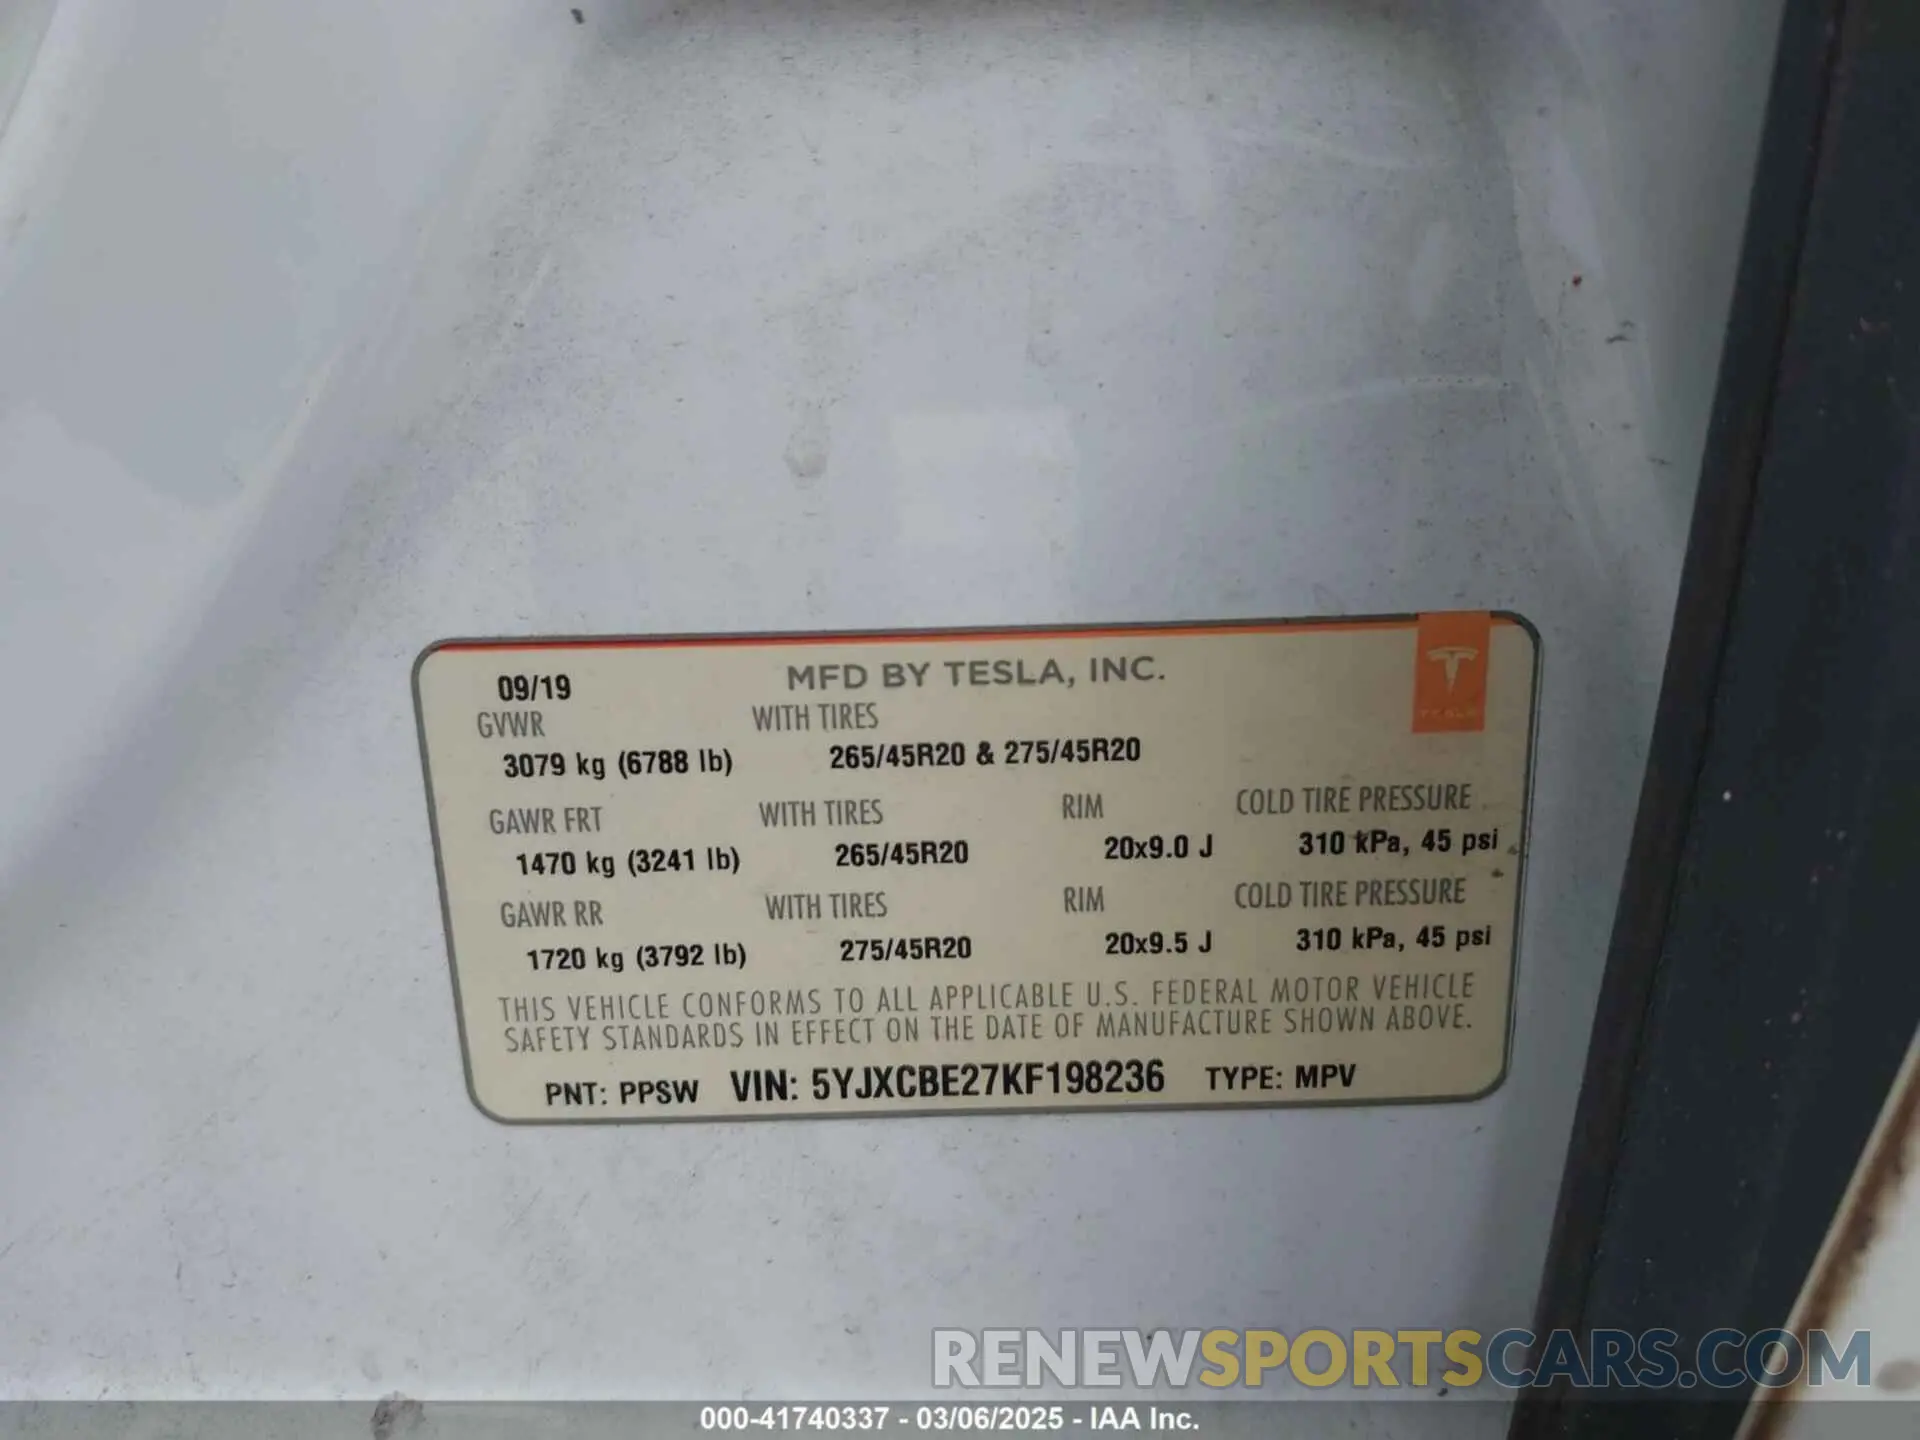 09/19 MFD BY TESLA, INC.
TESLA
GVWR WITH TIRES
3079 kg (6788 lb) 265/45R20 & 275/45R20
GAWR FRT WITH TIRES RIM COLD TIRE PRESSURE
1470 kg (3241 lb) 265/45R20 20x9.0 J 310 kPa, 45 psi
GAWR RR WITH TIRES RIM COLD TIRE PRESSURE
1720 kg (3792 lb) 275/45R20 20x9.5 J 310 kPa, 45 psi
THIS VEHICLE CONFORMS TO ALL APPLICABLE U.S. FEDERAL MOTOR VEHICLE
SAFETY STANDARDS IN EFFECT ON THE DATE OF MANUFACTURE SHOWN ABOVE.
PNT: PPSW VIN: 5YJXCBE27KF198236 TYPE: MPV
RENEWSPORTSCARS.COM
000-41740337 - 03/06/2025 - IAA Inc.